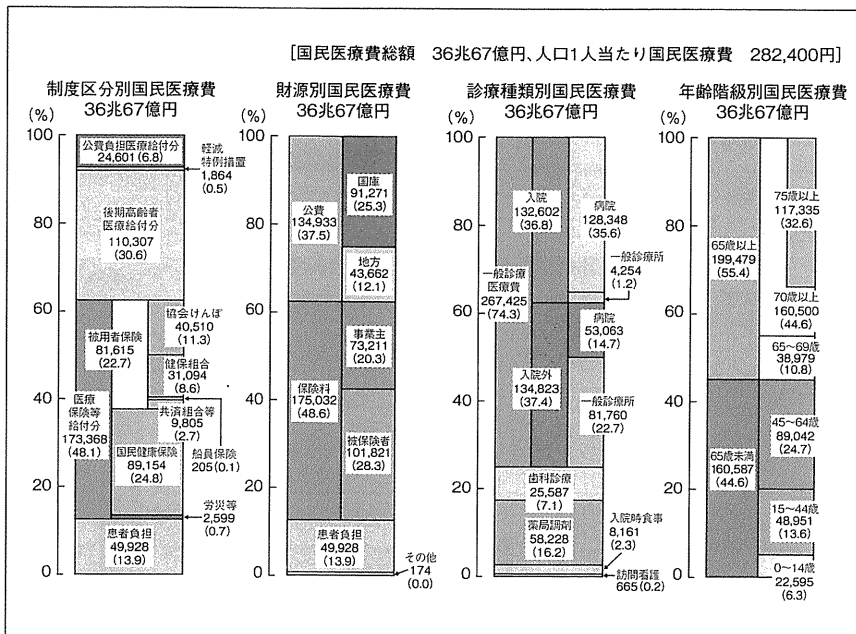 [国民医療費総額 36兆67億円、人口1人当たり国民医療費 282,400円]
制度区分別国民医療費
36兆67億円
(%)
100
80
60
40
20
0
公費負担医療給付分
24,601 (6.8)
軽減
特例措置
1,864
(0.5)
後期高齢者
医療給付分
110,307
(30.6)
被用者保険
81,615
(22.7)
協会けんぽ
40,510
(11.3)
健保組合
31,094
(8.6)
共済組合等
9,805
(2.7)
船員保険
205(0.1)
医療
保険等
給付分
173,368
(48.1)
国民健康保険
89,154
(24.8)
労災等
2,599
(0.7)
患者負担
49,928
(13.9)
財源別国民医療費
36兆67億円
(%)
100
80
60
40
20
0
公費
134,933
(37.5)
国庫
91,271
(25.3)
地方
43,662
(12.1)
保険料
175,032
(48.6)
事業主
73,211
(20.3)
被保険者
101,821
(28.3)
患者負担
49,928
(13.9)
その他
174
(0.0)
診療種類別国民医療費
36兆67億円
(%)
100
80
60
40
20
0
一般診療
医療費
267,425
(74.3)
入院
132,602
(36.8)
病院
128,348
(35.6)
一般診療所
4,254
(1.2)
入院外
134,823
(37.4)
病院
53,063
(14.7)
一般診療所
81,760
(22.7)
歯科診療
25,587
(7.1)
薬局調剤
58,228
(16.2)
入院時食事
8,161
(2.3)
訪問看護
665(0.2)
年齢階級別国民医療費
36兆67億円
(%)
100
80
60
40
20
0
65歳以上
199,479
(55.4)
75歳以上
117,335
(32.6)
70歳以上
160,500
(44.6)
65~69歳
38,979
(10.8)
65歳未満
160,587
(44.6)
45~64歳
89,042
(24.7)
15~44歳
48,951
(13.6)
0~14歳
22,595
(6.3)